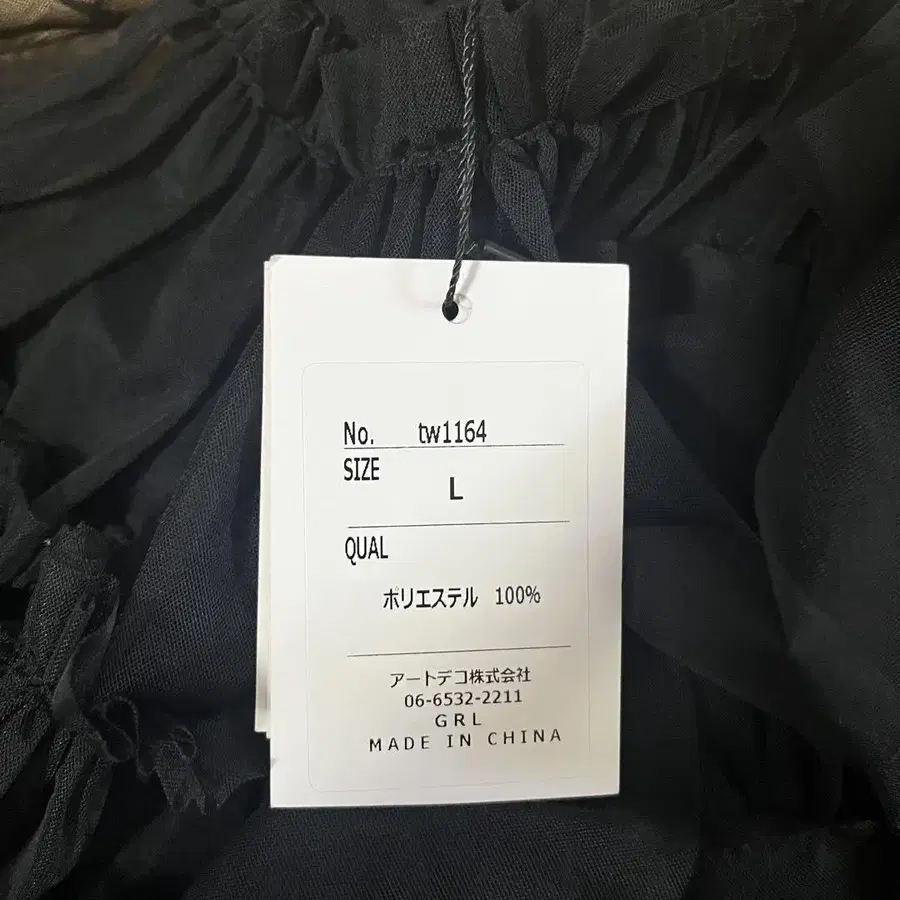 No. tw1164
SIZE
L
QUAL
ポリエステル 100%
アートデコ株式会社
06-6532-2211
GRL
MADE IN CHINA